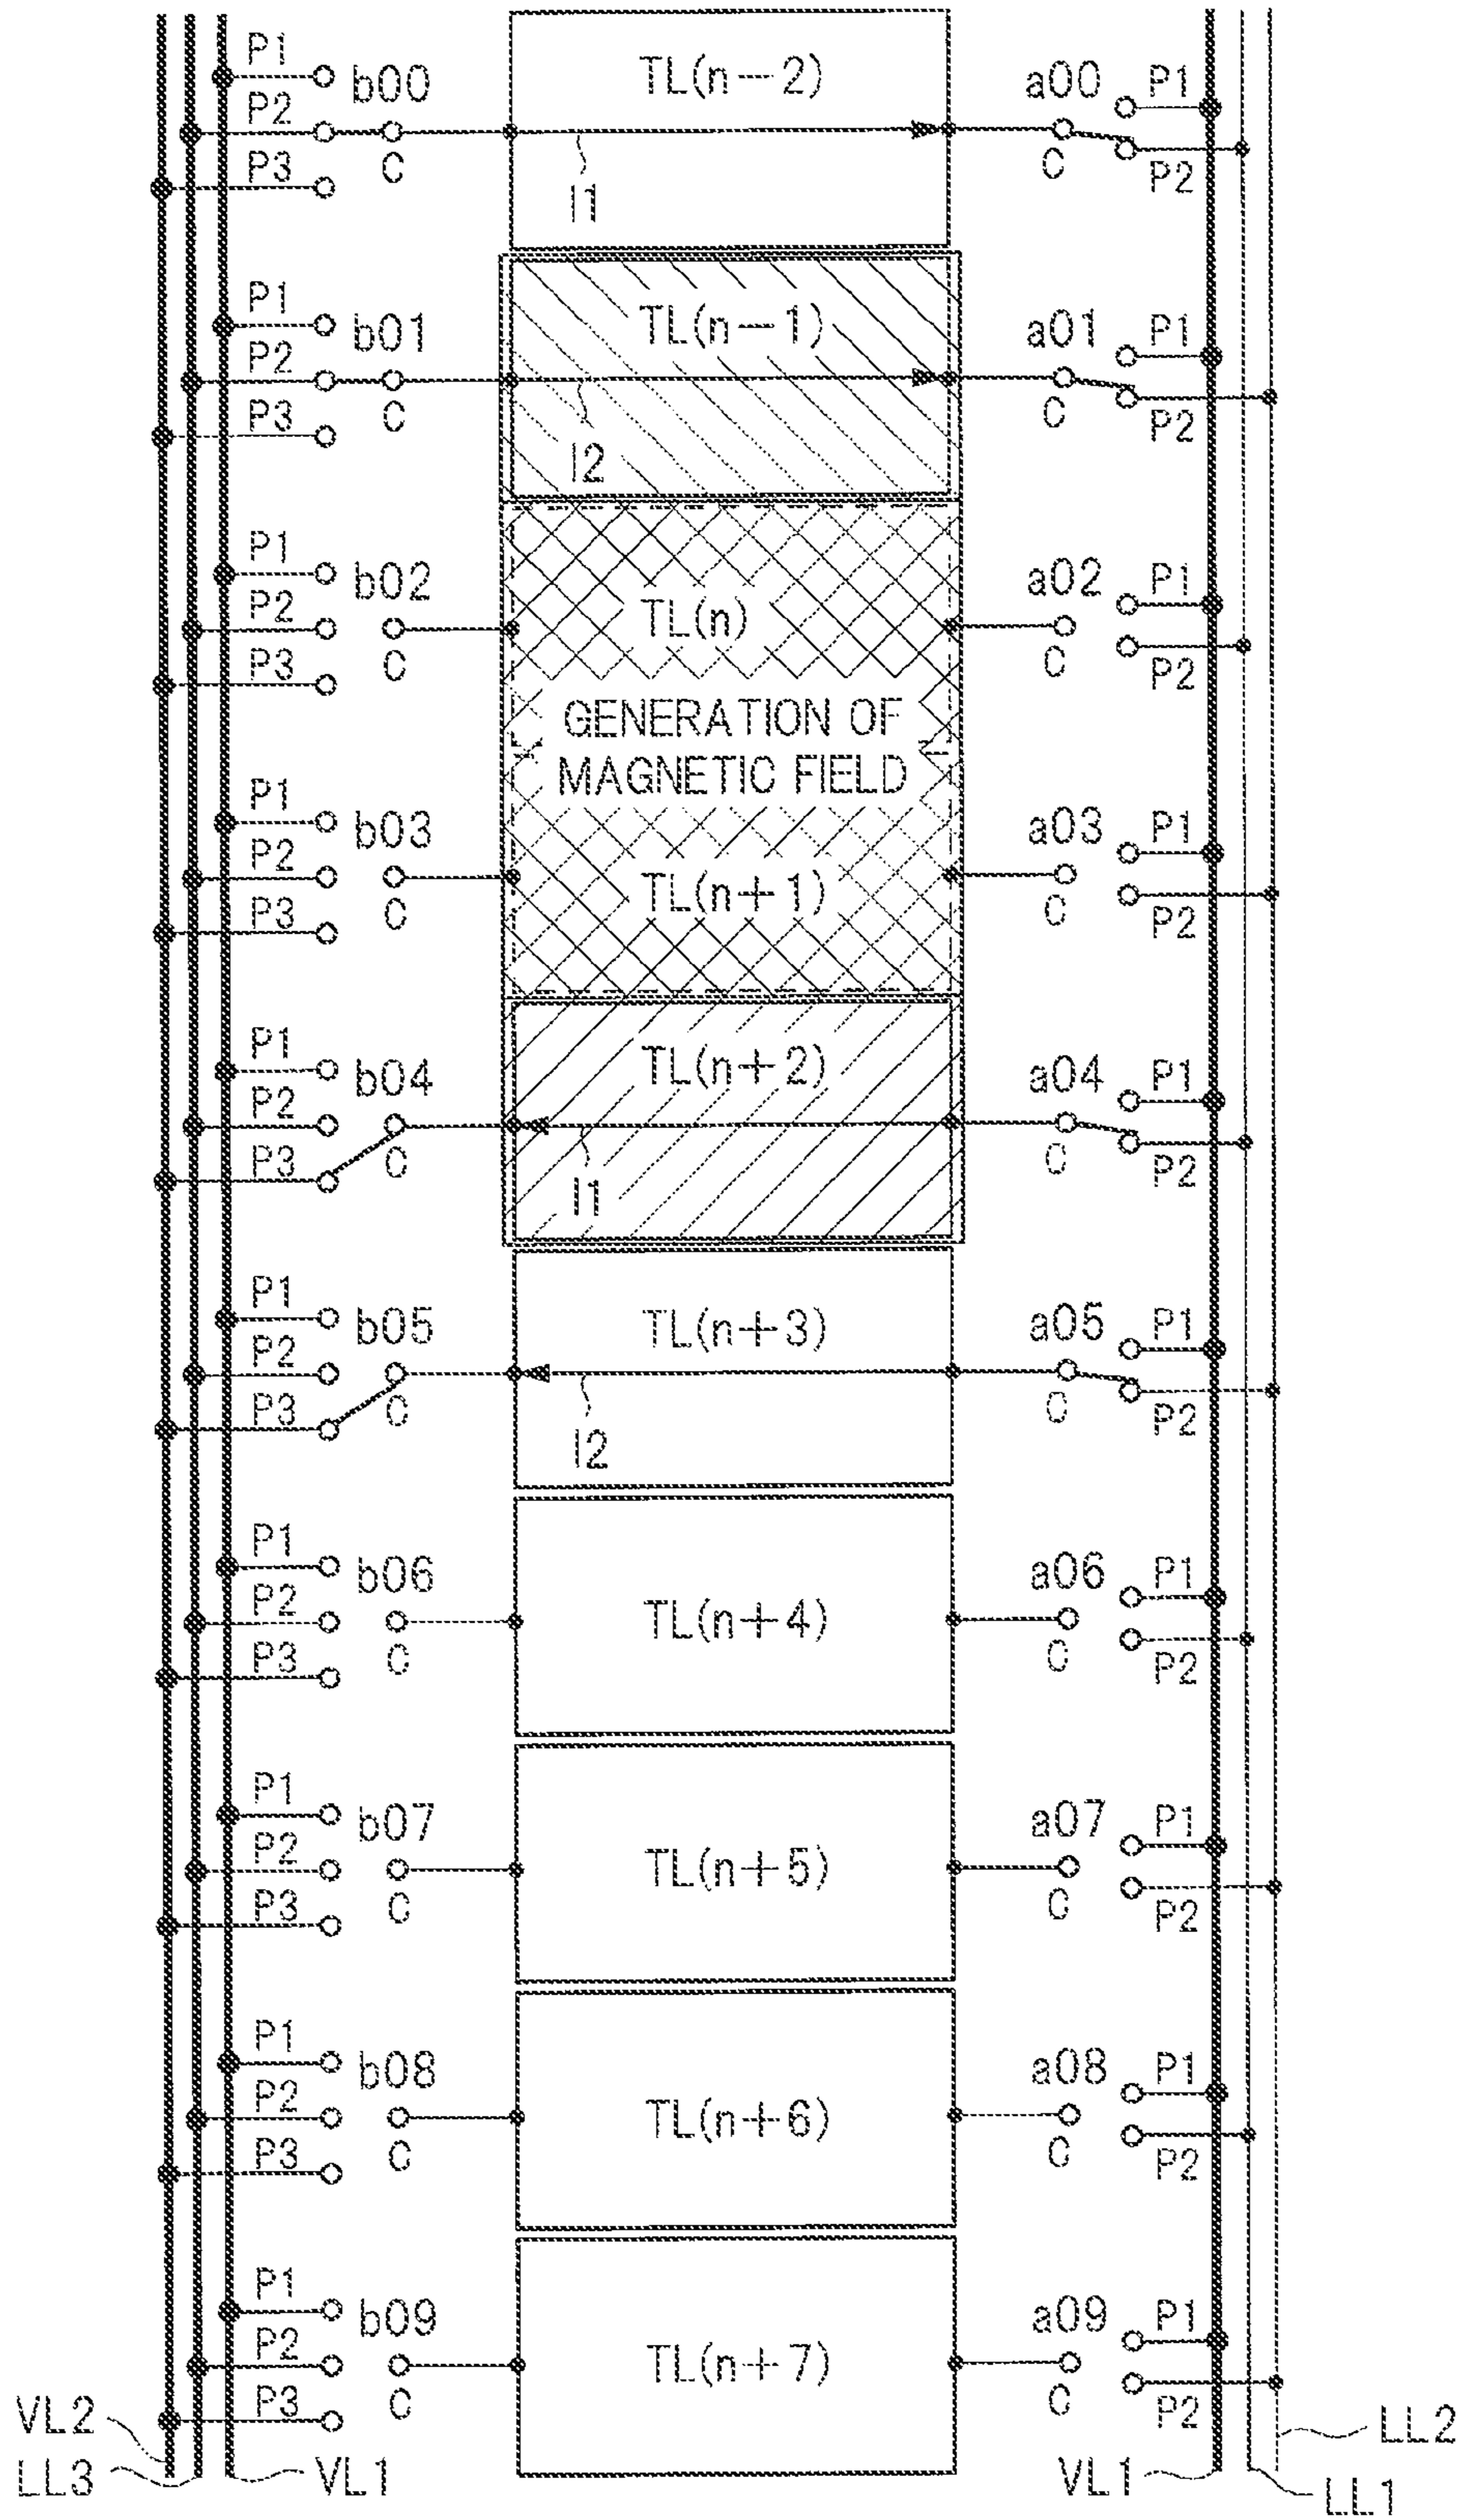 P1 b00 TL(n-2) a00 P1
P2
C C
P3 I1 P2
P1 b01 TL(n-1) a01 P1
P2
C C
P3 I2 P2
P1 b02 TL(n) a02 P1
P2
C C
P3 P2
GENERATION OF
MAGNETIC FIELD
P1 b03 TL(n+1) a03 P1
P2
C C
P3 P2
P1 b04 TL(n+2) a04 P1
P2
C C
P3 I1 P2
P1 b05 TL(n+3) a05 P1
P2
C C
P3 I2 P2
P1 b06 TL(n+4) a06 P1
P2
C C
P3 P2
P1 b07 TL(n+5) a07 P1
P2
C C
P3 P2
P1 b08 TL(n+6) a08 P1
P2
C C
P3 P2
P1 b09 TL(n+7) a09 P1
P2
C C
P3 P2
VL2 LL2
LL3 VL1 VL1 LL1